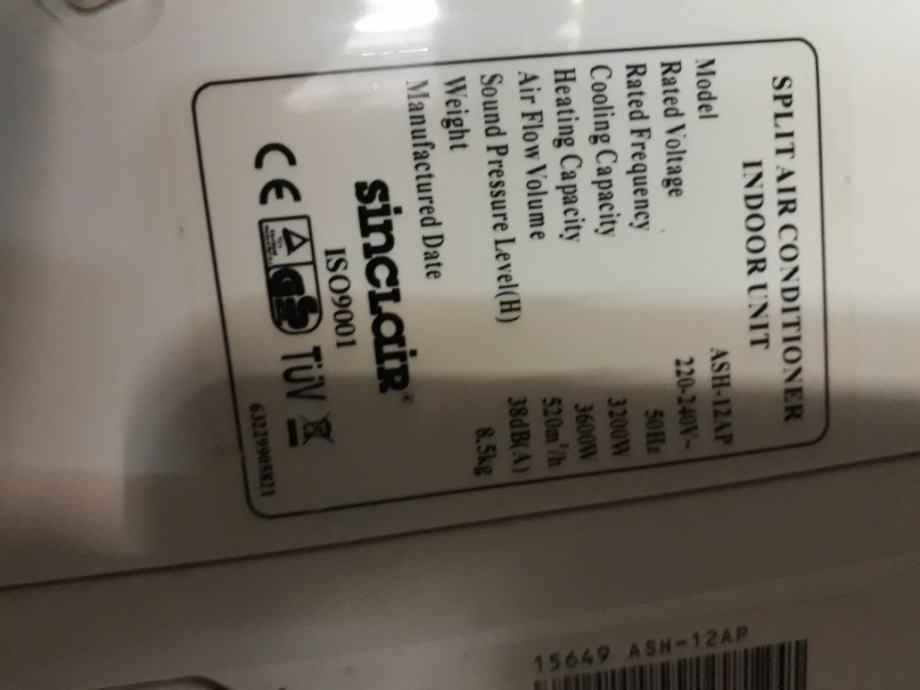 SPLIT AIR CONDITIONER
INDOOR UNIT
Model ASH-12AP
Rated Voltage 220-240V~
Rated Frequency 50Hz
Cooling Capacity 3200W
Heating Capacity 3600W
Air Flow Volume 520m³/h
Sound Pressure Level(H) 38dB(A)
Weight 8.5kg
Manufactured Date
sinclair®
ISO9001
CE GS TÜV
15649 ASH-12AP